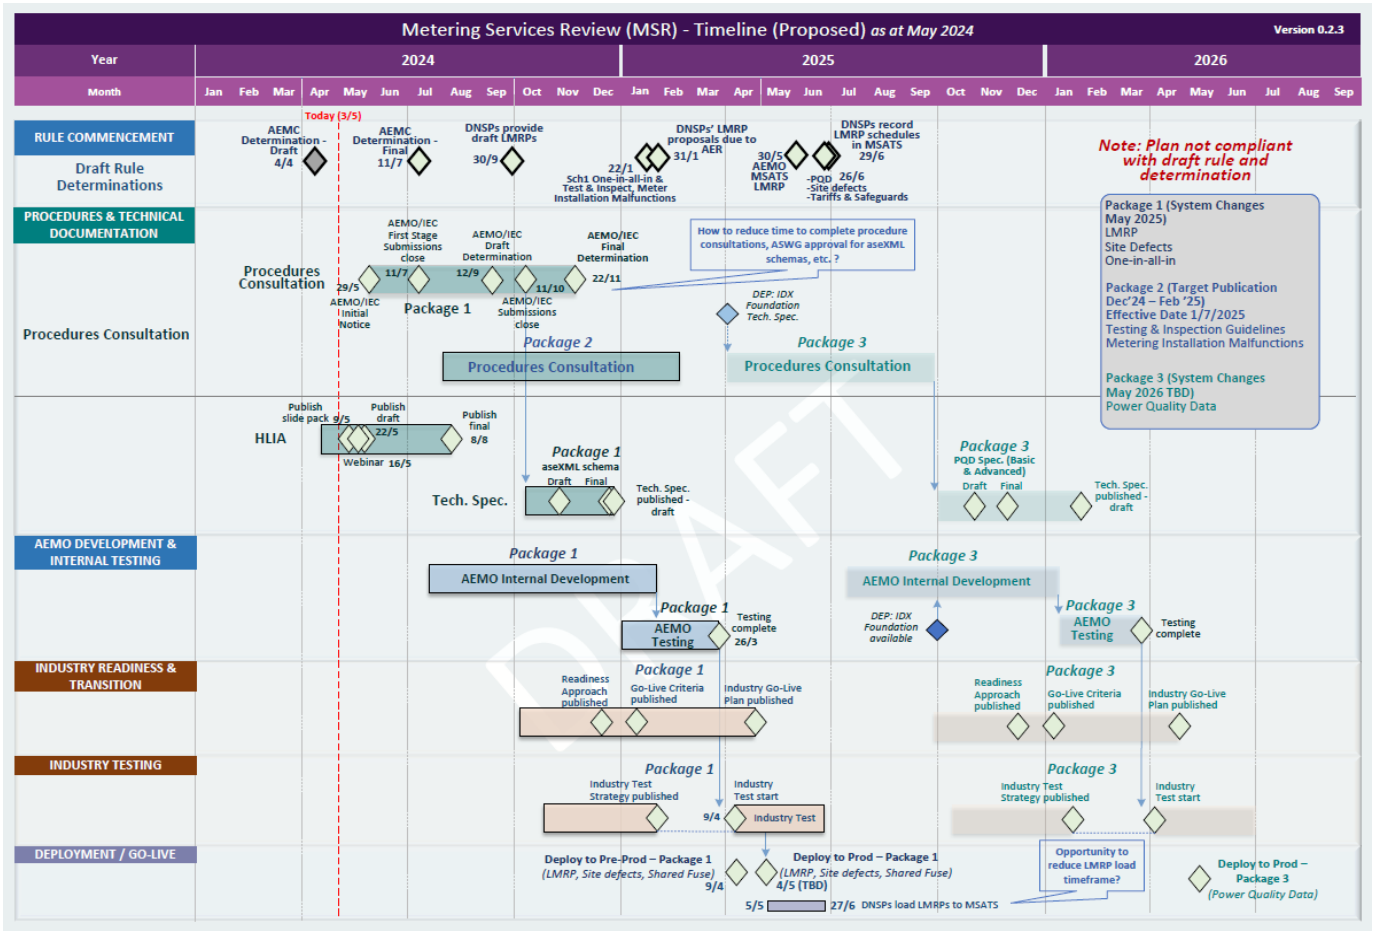 Metering Services Review (MSR) - Timeline (Proposed) as at May 2024
Version 0.2.3
Year
2024
2025
2026
Month
Jan Feb Mar Apr May Jun Jul Aug Sep Oct Nov Dec Jan Feb Mar Apr May Jun Jul Aug Sep Oct Nov Dec Jan Feb Mar Apr May Jun Jul Aug Sep
Today (3/5)
RULE COMMENCEMENT
Draft Rule
Determinations
AEMC
Determination -
Draft
4/4
AEMC
Determination -
Final
11/7
DNSPs provide
draft LMRPs
30/9
22/1
Sch1 One-in-all-in &
Test & Inspect, Meter
Installation Malfunctions
DNSPs' LMRP
proposals due to
AER
31/1
30/5
AEMO
MSATS
LMRP
DNSPs record
LMRP schedules
in MSATS
29/6
26/6
-PQD
-Site defects
-Tariffs & Safeguards
Note: Plan not compliant
with draft rule and
determination
Package 1 (System Changes
May 2025)
LMRP
Site Defects
One-in-all-in
Package 2 (Target Publication
Dec'24 – Feb '25)
Effective Date 1/7/2025
Testing & Inspection Guidelines
Metering Installation Malfunctions
Package 3 (System Changes
May 2026 TBD)
Power Quality Data
PROCEDURES & TECHNICAL
DOCUMENTATION
Procedures Consultation
Procedures
Consultation
29/5
AEMO/IEC
Initial
Notice
AEMO/IEC
First Stage
Submissions
close
11/7
Package 1
AEMO/IEC
Draft
Determination
12/9
11/10
AEMO/IEC
Submissions
close
AEMO/IEC
Final
Determination
22/11
How to reduce time to complete procedure
consultations, ASWG approval for aseXML
schemas, etc. ?
DEP: IDX
Foundation
Tech. Spec.
Package 2
Procedures Consultation
Package 3
Procedures Consultation
HLIA
Publish
slide pack 9/5
Publish
draft
22/5
Webinar 16/5
Publish
final
8/8
Tech. Spec.
Package 1
aseXML schema
Draft Final
Tech. Spec.
published -
draft
Package 3
PQD Spec. (Basic
& Advanced)
Draft Final
Tech. Spec.
published -
draft
DRAFT
AEMO DEVELOPMENT &
INTERNAL TESTING
Package 1
AEMO Internal Development
Package 1
AEMO
Testing
Testing
complete
26/3
Package 3
AEMO Internal Development
DEP: IDX
Foundation
available
Package 3
AEMO
Testing
Testing
complete
INDUSTRY READINESS &
TRANSITION
Package 1
Readiness
Approach
published
Go-Live Criteria
published
Industry Go-Live
Plan published
Package 3
Readiness
Approach
published
Go-Live Criteria
published
Industry Go-Live
Plan published
INDUSTRY TESTING
Package 1
Industry Test
Strategy published
Industry
Test start
9/4
Industry Test
Package 3
Industry Test
Strategy published
Industry
Test start
DEPLOYMENT / GO-LIVE
Deploy to Pre-Prod – Package 1
(LMRP, Site defects, Shared Fuse)
9/4
Deploy to Prod – Package 1
(LMRP, Site defects, Shared Fuse)
4/5 (TBD)
5/5
27/6 DNSPs load LMRPs to MSATS
Opportunity to
reduce LMRP load
timeframe?
Deploy to Prod –
Package 3
(Power Quality Data)